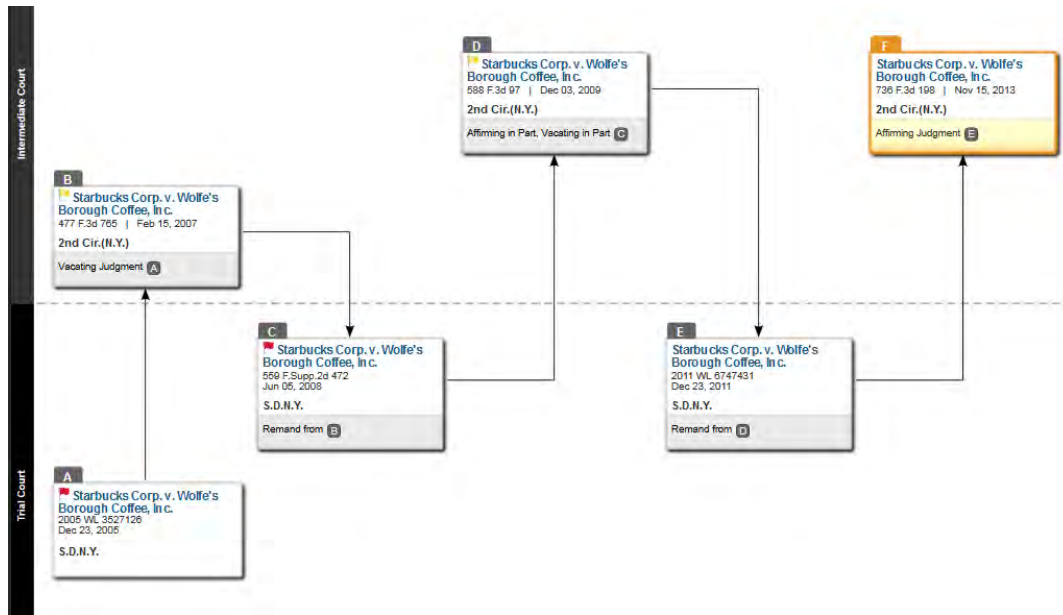 Intermediate Court
D
Starbucks Corp. v. Wolfe's
Borough Coffee, Inc.
588 F.3d 97 | Dec 03, 2009
2nd Cir.(N.Y.)
Affirming in Part, Vacating in Part C
F
Starbucks Corp. v. Wolfe's
Borough Coffee, Inc.
736 F.3d 198 | Nov 15, 2013
2nd Cir.(N.Y.)
Affirming Judgment E
B
Starbucks Corp. v. Wolfe's
Borough Coffee, Inc.
477 F.3d 765 | Feb 15, 2007
2nd Cir.(N.Y.)
Vacating Judgment A
Trial Court
C
Starbucks Corp. v. Wolfe's
Borough Coffee, Inc.
559 F.Supp.2d 472
Jun 05, 2008
S.D.N.Y.
Remand from B
E
Starbucks Corp. v. Wolfe's
Borough Coffee, Inc.
2011 WL 6747431
Dec 23, 2011
S.D.N.Y.
Remand from D
A
Starbucks Corp. v. Wolfe's
Borough Coffee, Inc.
2005 WL 3527126
Dec 23, 2005
S.D.N.Y.